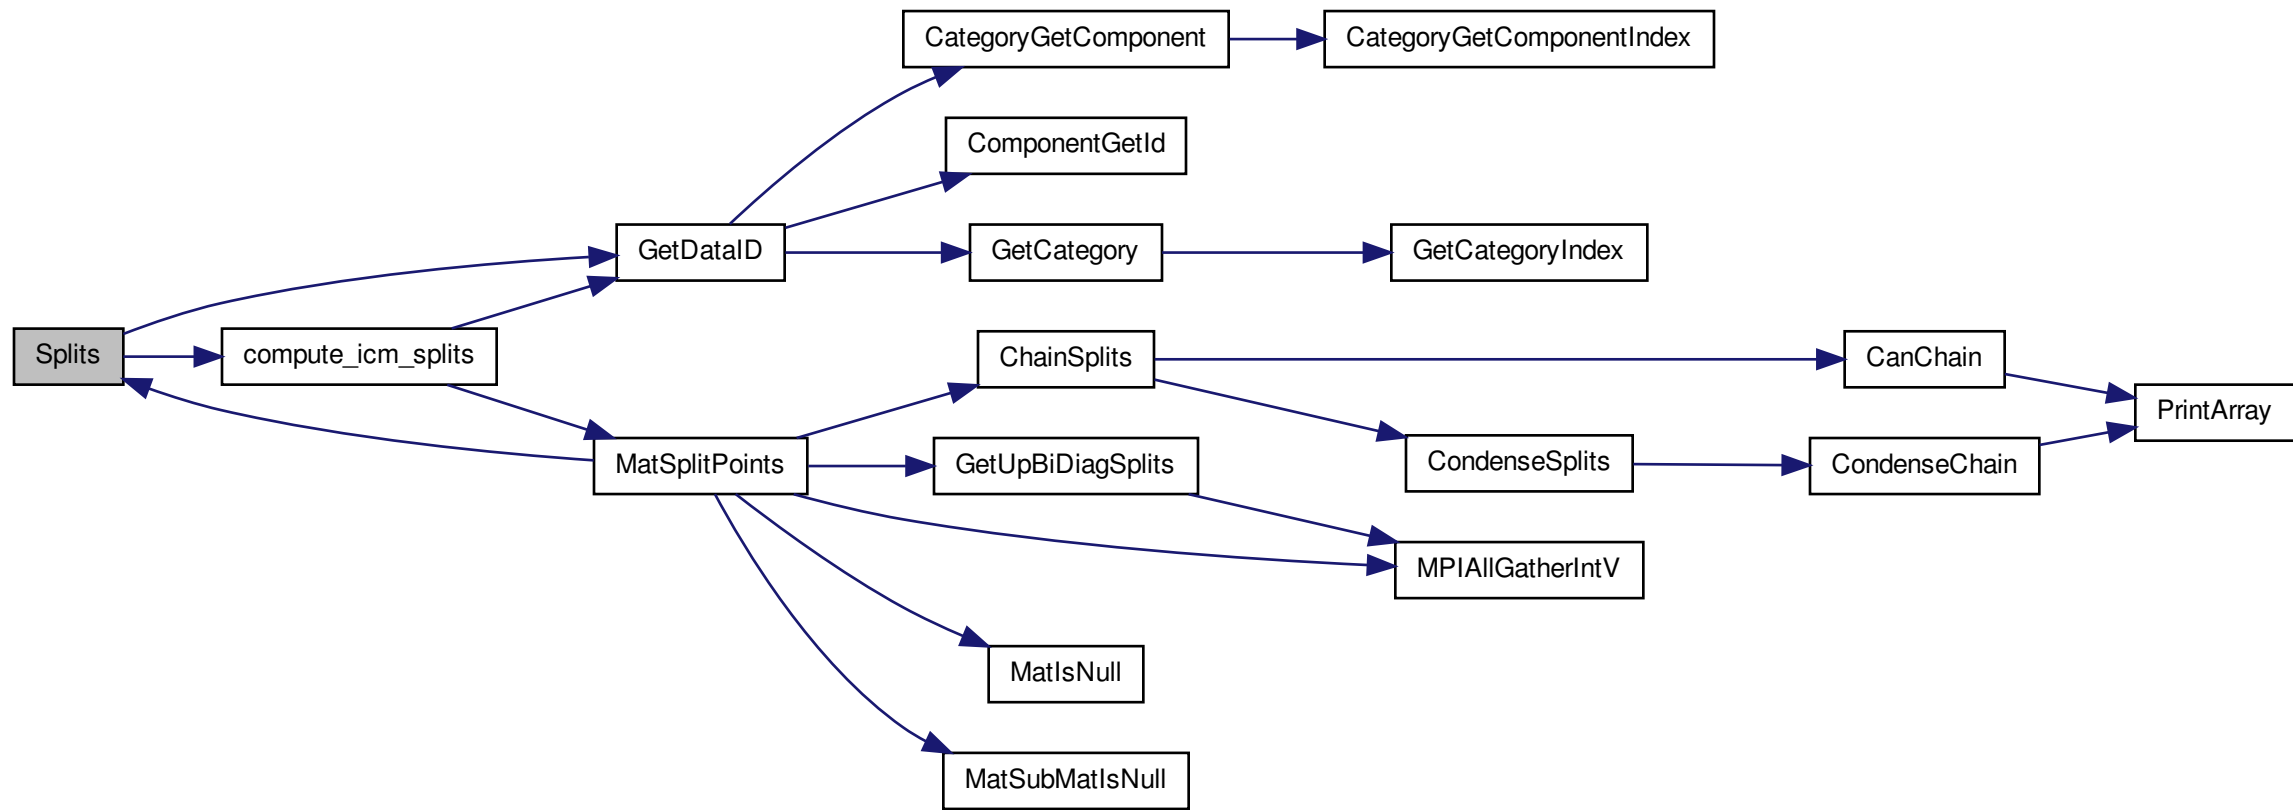 CategoryGetComponent
CategoryGetComponentIndex
ComponentGetId
GetDataID
GetCategory
GetCategoryIndex
Splits
compute_icm_splits
ChainSplits
CanChain
PrintArray
MatSplitPoints
GetUpBiDiagSplits
CondenseSplits
CondenseChain
MPIAllGatherIntV
MatIsNull
MatSubMatIsNull